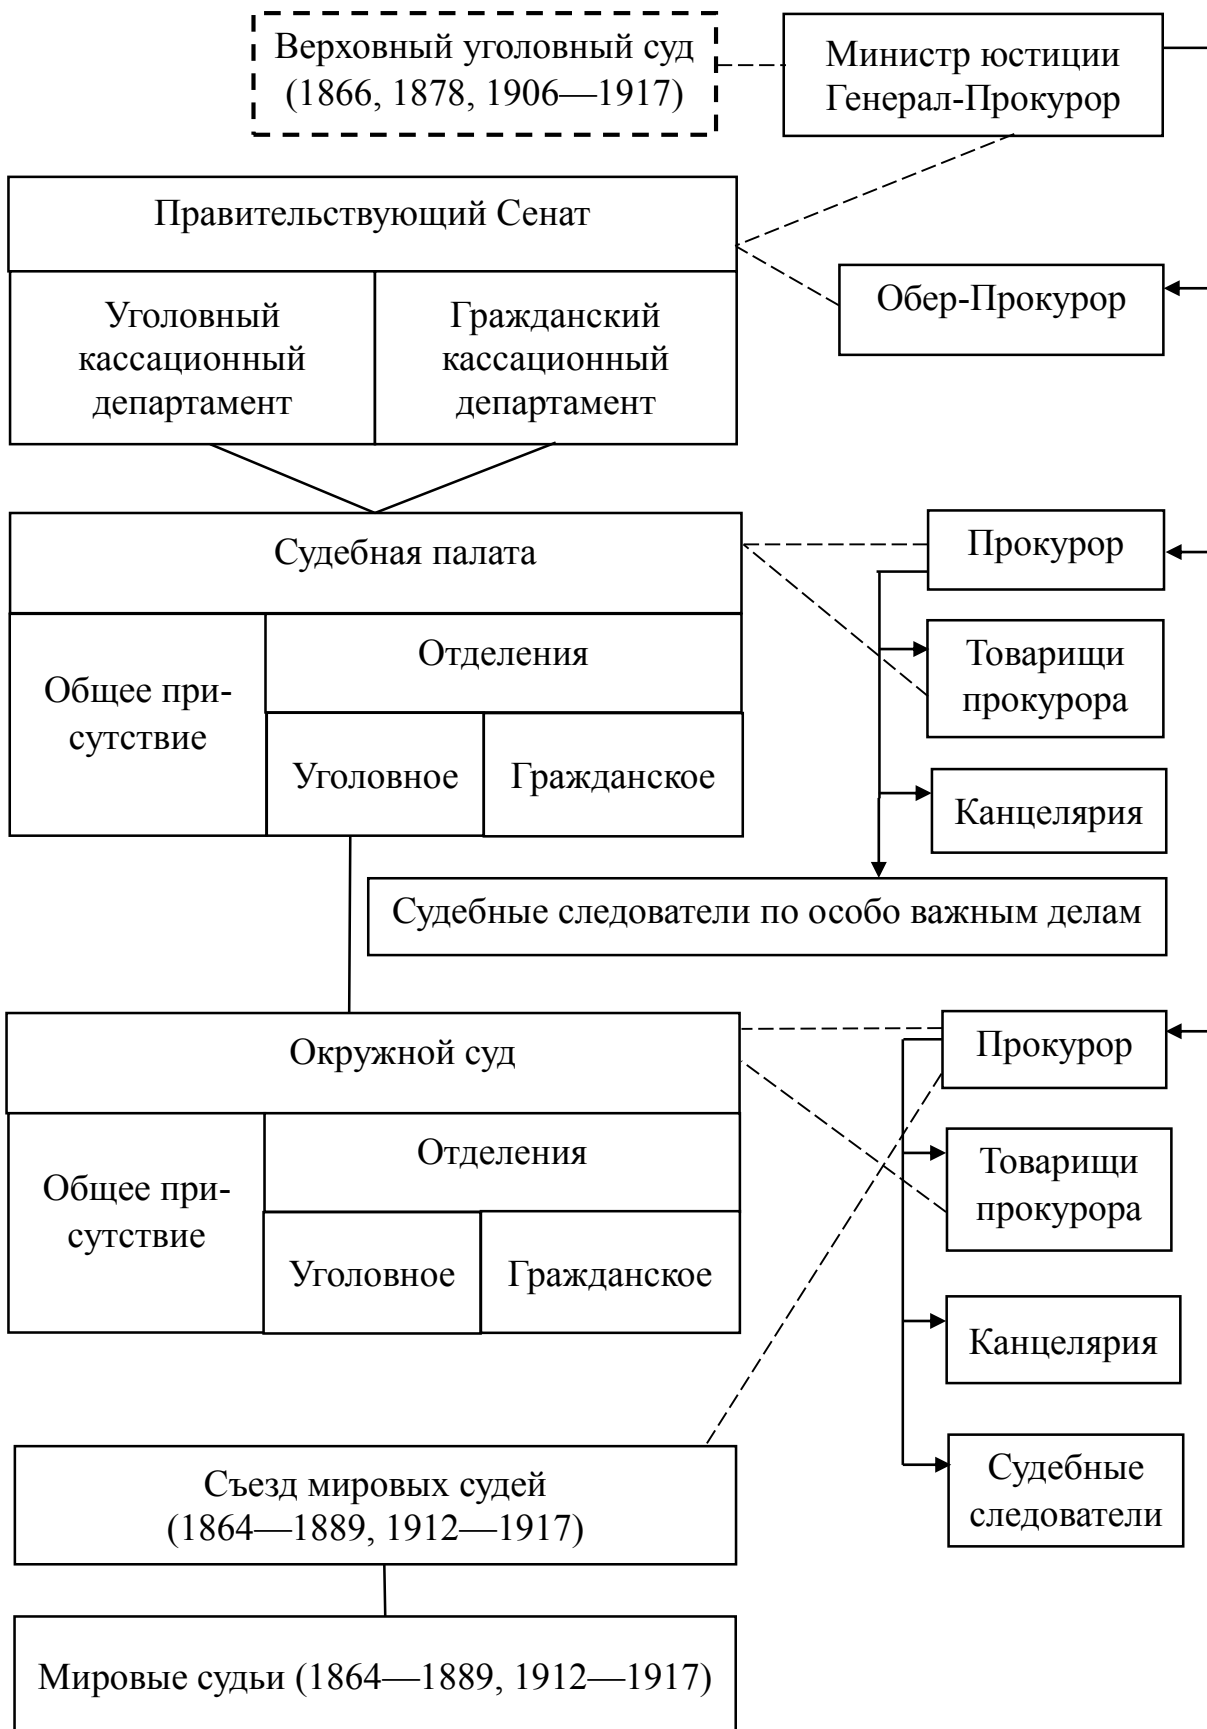 Верховный уголовный суд
(1866, 1878, 1906—1917)
Министр юстиции
Генерал-Прокурор
Правительствующий Сенат
Обер-Прокурор
Уголовный
кассационный
департамент
Гражданский
кассационный
департамент
Судебная палата
Прокурор
Общее при-
сутствие
Отделения
Товарищи
прокурора
Уголовное
Гражданское
Канцелярия
Судебные следователи по особо важным делам
Окружной суд
Прокурор
Общее при-
сутствие
Отделения
Товарищи
прокурора
Уголовное
Гражданское
Канцелярия
Съезд мировых судей
(1864—1889, 1912—1917)
Судебные
следователи
Мировые судьи (1864—1889, 1912—1917)